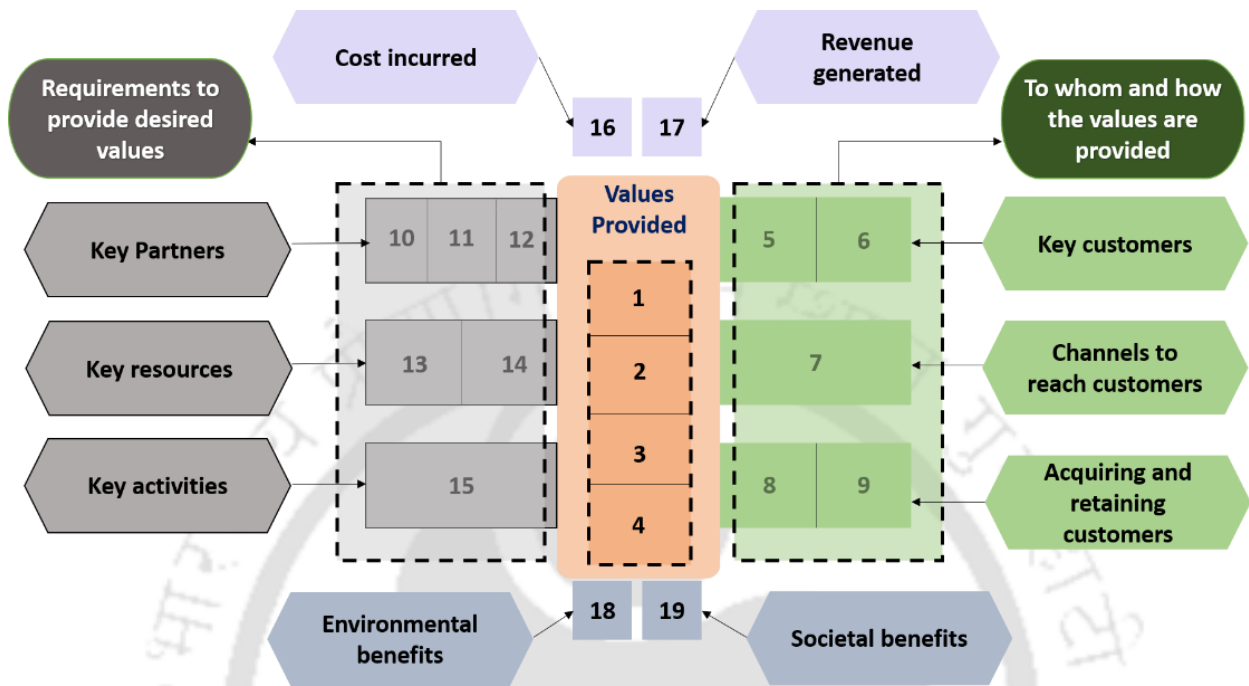 Cost incurred
Revenue
generated
Requirements to
provide desired
values
To whom and how
the values are
provided
16 17
Values
Provided
Key Partners
10 11 12
5 6
Key customers
1
Key resources
13 14
2
7
Channels to
reach customers
3
Key activities
15
8 9
Acquiring and
retaining
customers
4
Environmental
benefits
18 19
Societal benefits